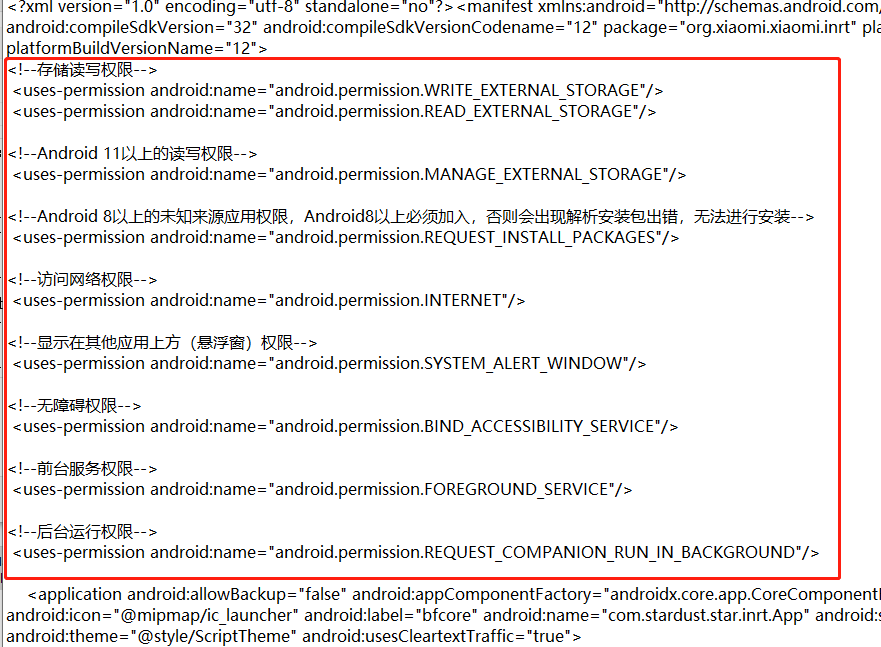 <?xml version="1.0" encoding="utf-8" standalone="no"?><manifest xmlns:android="http://schemas.android.com/
android:compileSdkVersion="32" android:compileSdkVersionCodename="12" package="org.xiaomi.xiaomi.inrt" pla
platformBuildVersionName="12">
<!--存储读写权限-->
<uses-permission android:name="android.permission.WRITE_EXTERNAL_STORAGE"/>
<uses-permission android:name="android.permission.READ_EXTERNAL_STORAGE"/>
<!--Android 11以上的读写权限-->
<uses-permission android:name="android.permission.MANAGE_EXTERNAL_STORAGE"/>
<!--Android 8以上的未知来源应用权限，Android8以上必须加入，否则会出现解析安装包出错，无法进行安装-->
<uses-permission android:name="android.permission.REQUEST_INSTALL_PACKAGES"/>
<!--访问网络权限-->
<uses-permission android:name="android.permission.INTERNET"/>
<!--显示在其他应用上方（悬浮窗）权限-->
<uses-permission android:name="android.permission.SYSTEM_ALERT_WINDOW"/>
<!--无障碍权限-->
<uses-permission android:name="android.permission.BIND_ACCESSIBILITY_SERVICE"/>
<!--前台服务权限-->
<uses-permission android:name="android.permission.FOREGROUND_SERVICE"/>
<!--后台运行权限-->
<uses-permission android:name="android.permission.REQUEST_COMPANION_RUN_IN_BACKGROUND"/>
<application android:allowBackup="false" android:appComponentFactory="androidx.core.app.CoreComponentF
android:icon="@mipmap/ic_launcher" android:label="bfcore" android:name="com.stardust.star.inrt.App" android:s
android:theme="@style/ScriptTheme" android:usesCleartextTraffic="true">